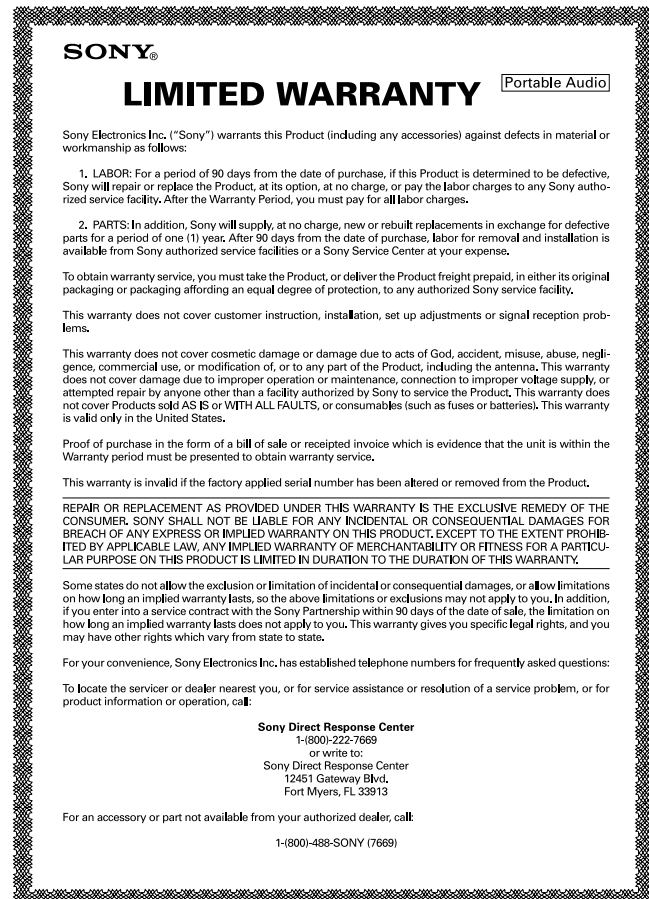 SONY®
LIMITED WARRANTY
Portable Audio
Sony Electronics Inc. (“Sony”) warrants this Product (including any accessories) against defects in material or
workmanship as follows:
1. LABOR: For a period of 90 days from the date of purchase, if this Product is determined to be defective,
Sony will repair or replace the Product, at its option, at no charge, or pay the labor charges to any Sony autho-
rized service facility. After the Warranty Period, you must pay for all labor charges.
2. PARTS: In addition, Sony will supply, at no charge, new or rebuilt replacements in exchange for defective
parts for a period of one (1) year. After 90 days from the date of purchase, labor for removal and installation is
available from Sony authorized service facilities or a Sony Service Center at your expense.
To obtain warranty service, you must take the Product, or deliver the Product freight prepaid, in either its original
packaging or packaging affording an equal degree of protection, to any authorized Sony service facility.
This warranty does not cover customer instruction, installation, set up adjustments or signal reception prob-
lems.
This warranty does not cover cosmetic damage or damage due to acts of God, accident, misuse, abuse, negli-
gence, commercial use, or modification of, or to any part of the Product, including the antenna. This warranty
does not cover damage due to improper operation or maintenance, connection to improper voltage supply, or
attempted repair by anyone other than a facility authorized by Sony to service the Product. This warranty does
not cover Products sold AS IS or WITH ALL FAULTS, or consumables (such as fuses or batteries). This warranty
is valid only in the United States.
Proof of purchase in the form of a bill of sale or receipted invoice which is evidence that the unit is within the
Warranty period must be presented to obtain warranty service.
This warranty is invalid if the factory applied serial number has been altered or removed from the Product.
REPAIR OR REPLACEMENT AS PROVIDED UNDER THIS WARRANTY IS THE EXCLUSIVE REMEDY OF THE
CONSUMER. SONY SHALL NOT BE LIABLE FOR ANY INCIDENTAL OR CONSEQUENTIAL DAMAGES FOR
BREACH OF ANY EXPRESS OR IMPLIED WARRANTY ON THIS PRODUCT. EXCEPT TO THE EXTENT PROHIB-
ITED BY APPLICABLE LAW, ANY IMPLIED WARRANTY OF MERCHANTABILITY OR FITNESS FOR A PARTICU-
LAR PURPOSE ON THIS PRODUCT IS LIMITED IN DURATION TO THE DURATION OF THIS WARRANTY.
Some states do not allow the exclusion or limitation of incidental or consequential damages, or allow limitations
on how long an implied warranty lasts, so the above limitations or exclusions may not apply to you. In addition,
if you enter into a service contract with the Sony Partnership within 90 days of the date of sale, the limitation on
how long an implied warranty lasts does not apply to you. This warranty gives you specific legal rights, and you
may have other rights which vary from state to state.
For your convenience, Sony Electronics Inc. has established telephone numbers for frequently asked questions:
To locate the servicer or dealer nearest you, or for service assistance or resolution of a service problem, or for
product information or operation, call:
Sony Direct Response Center
1-(800)-222-7669
or write to:
Sony Direct Response Center
12451 Gateway Blvd.
Fort Myers, FL 33913
For an accessory or part not available from your authorized dealer, call:
1-(800)-488-SONY (7669)